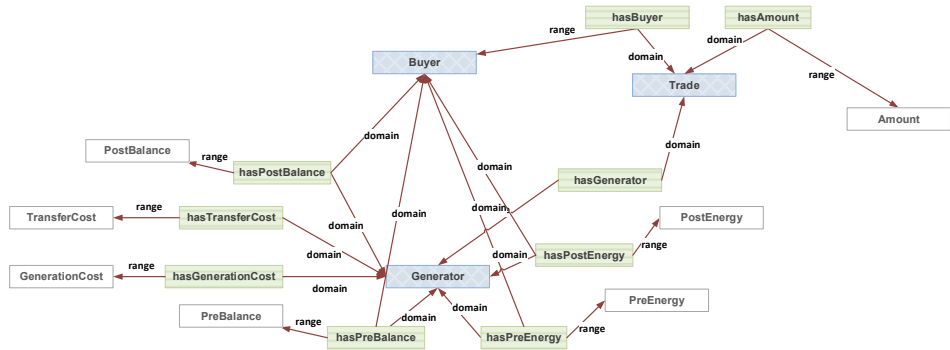 hasBuyer
hasAmount
range
domain
domain
Buyer
Trade
range
Amount
PostBalance
range
domain
domain
hasPostBalance
domain
hasGenerator
TransferCost
range
hasTransferCost
domain
domain
domain
PostEnergy
domain
domain
hasPostEnergy
range
GenerationCost
range
hasGenerationCost
domain
Generator
PreBalance
range
domain
domain
PreEnergy
hasPreBalance
hasPreEnergy
range